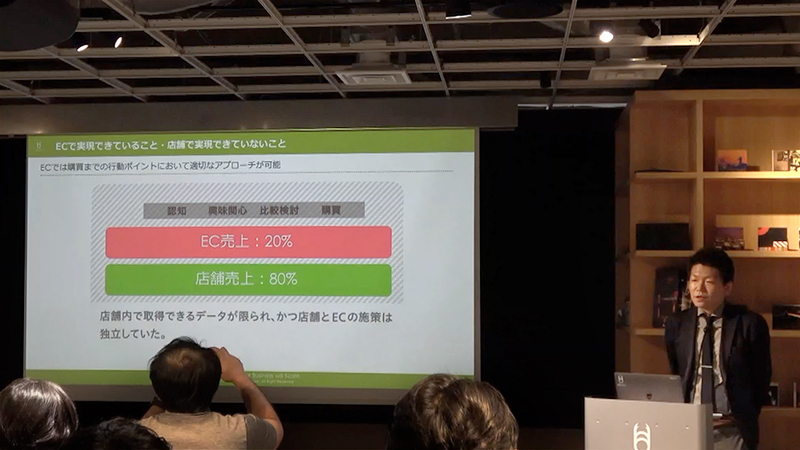 ECで実現できていること・店舗で実現できていないこと
ECでは購買までの行動ポイントにおいて適切なアプローチが可能
認知 興味関心 比較検討 購買
EC売上：20%
店舗売上：80%
店舗内で取得できるデータが限られ、かつ店舗とECの施策は
独立していた。